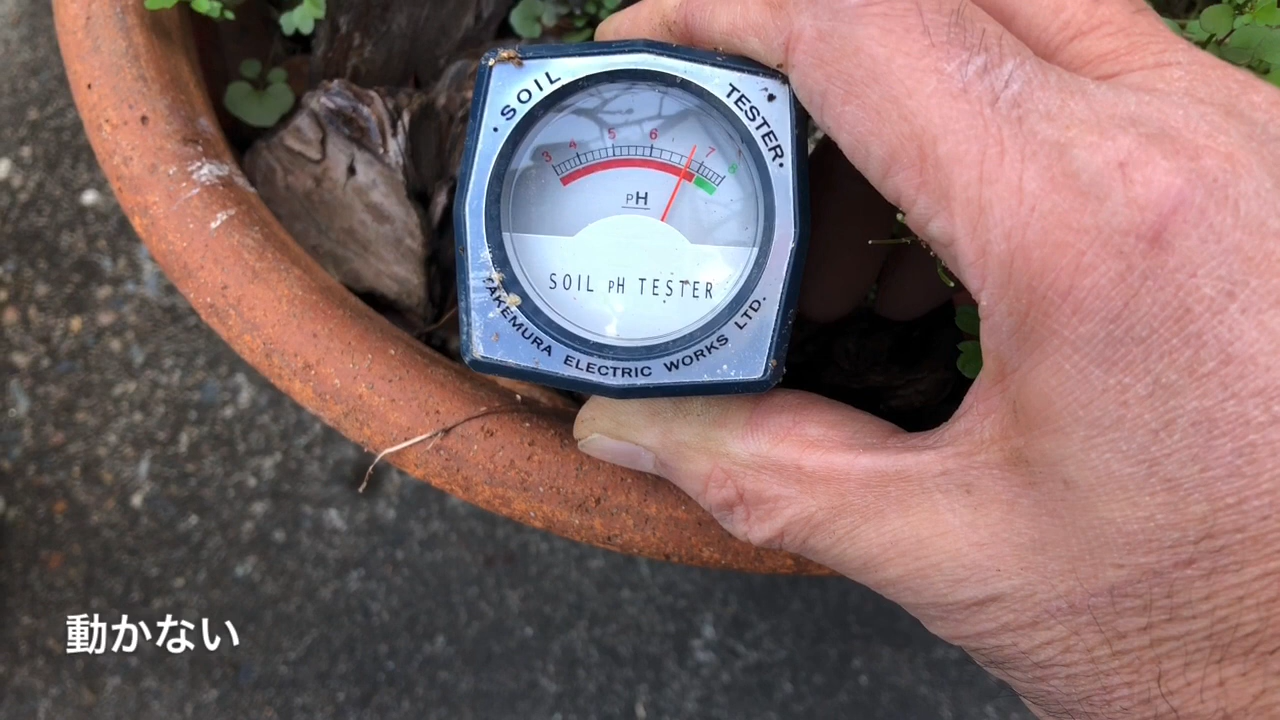 · SOIL TESTER ·
3 4 5 6 7 8
pH
SOIL pH TESTER
TAKEMURA ELECTRIC WORKS LTD.
動かない